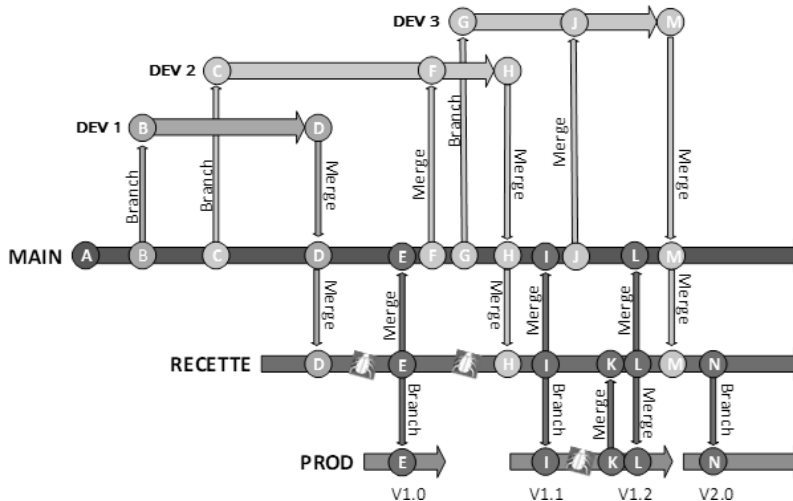 DEV 3 G J M
DEV 2 C F H
DEV 1 B D
Branch Branch Merge Merge Branch Merge Merge Merge
MAIN A B C D E F G H I J L M
Merge Merge Merge Merge Merge Merge
RECETTE D E H I K L M N
Branch Branch Merge Merge Branch
PROD E I K L N
V1.0 V1.1 V1.2 V2.0